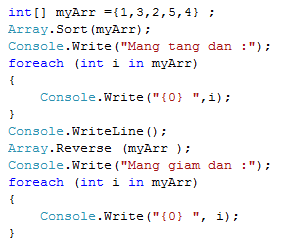 int[] myArr ={1,3,2,5,4} ;
Array.Sort(myArr);
Console.Write("Mang tang dan :");
foreach (int i in myArr)
{
    Console.Write("{0} ",i);
}
Console.WriteLine();
Array.Reverse (myArr );
Console.Write("Mang giam dan :");
foreach (int i in myArr)
{
    Console.Write("{0} ", i);
}